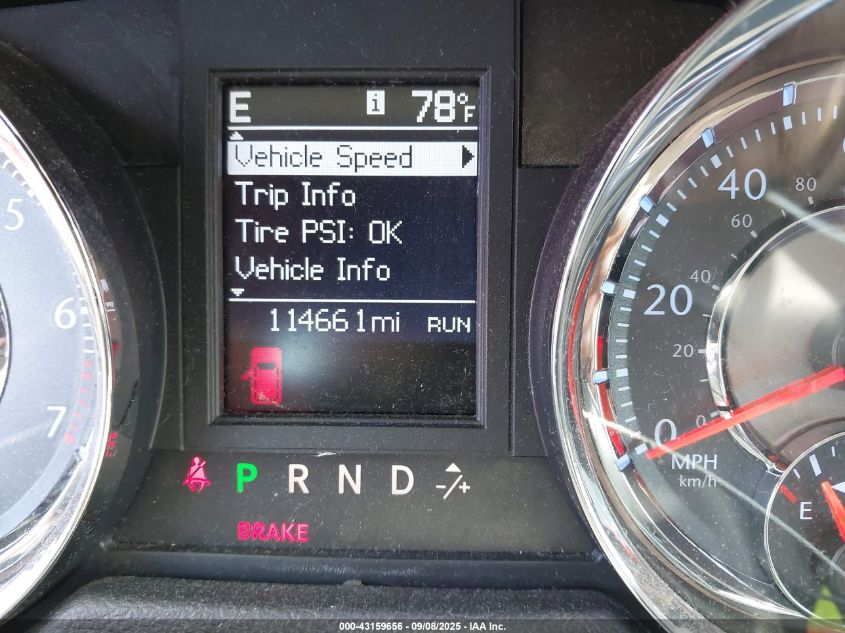 E i 78°F
Vehicle Speed
Trip Info
Tire PSI: OK
Vehicle Info
114661mi RUN
P R N D -/+
BRAKE
5
6
7
40
20
0
80
60
40
20
0
MPH
km/h
E
000-43159656 - 09/08/2025 - IAA Inc.